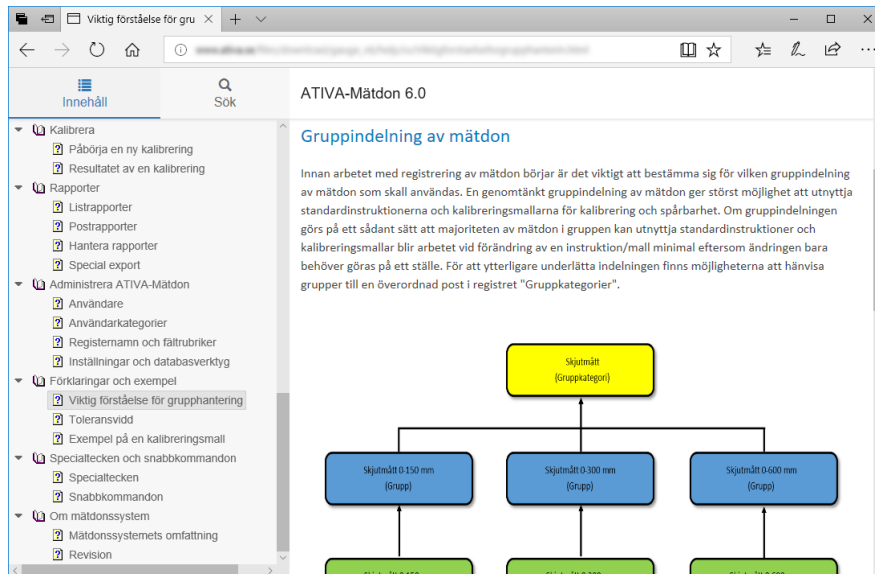 Viktig förståelse för gru
Innehåll
Sök
ATIVA-Mätdon 6.0
Kalibrera
Påbörja en ny kalibrering
Resultatet av en kalibrering
Rapporter
Listrapporter
Postrapporter
Hantera rapporter
Special export
Administrera ATIVA-Mätdon
Användare
Användarkategorier
Registernamn och fältrubriker
Inställningar och databasverktyg
Förklaringar och exempel
Viktig förståelse för grupphantering
Toleransvidd
Exempel på en kalibreringsmall
Specialtecken och snabbkommandon
Specialtecken
Snabbkommandon
Om mätdonssystem
Mätdonssystemets omfattning
Revision
Gruppindelning av mätdon
Innan arbetet med registrering av mätdon börjar är det viktigt att bestämma sig för vilken gruppindelning
av mätdon som skall användas. En genomtänkt gruppindelning av mätdon ger störst möjlighet att utnyttja
standardinstruktionerna och kalibreringsmallarna för kalibrering och spårbarhet. Om gruppindelningen
görs på ett sådant sätt att majoriteten av mätdon i gruppen kan utnyttja standardinstruktioner och
kalibreringsmallar blir arbetet vid förändring av en instruktion/mall minimal eftersom ändringen bara
behöver göras på ett ställe. För att ytterligare underlätta indelningen finns möjligheterna att hänvisa
grupper till en överordnad post i registret "Gruppkategorier".
Skjutmått
(Gruppkategori)
Skjutmått 0-150 mm
(Grupp)
Skjutmått 0-300 mm
(Grupp)
Skjutmått 0-600 mm
(Grupp)